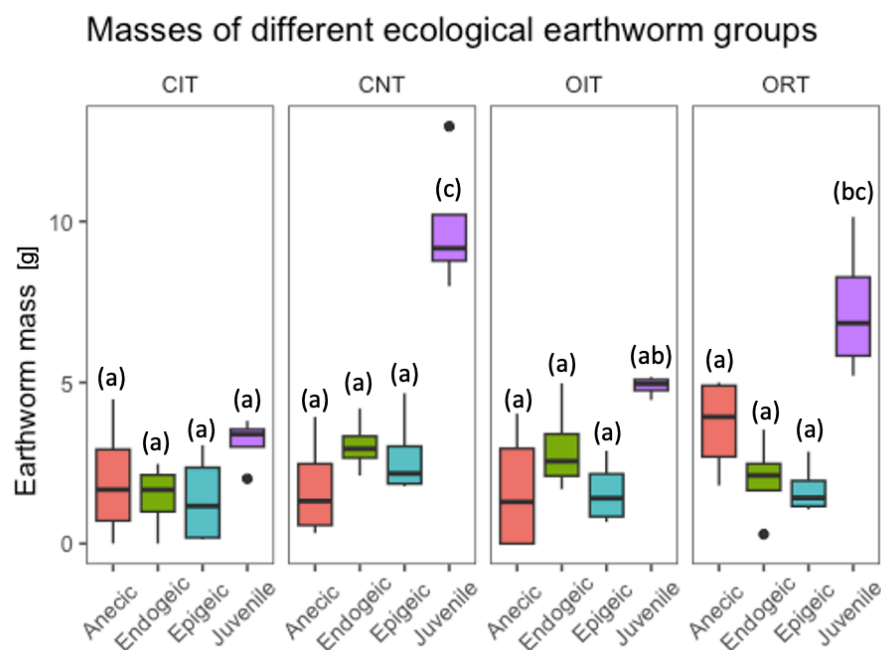 Masses of different ecological earthworm groups
CIT CNT OIT ORT
Earthworm mass [g]
10
5
0
(a) (a) (a) (a)
(a) (a) (a) (c)
(a) (a) (a) (ab)
(a) (a) (a) (bc)
Anecic Endogeic Epigeic Juvenile
Anecic Endogeic Epigeic Juvenile
Anecic Endogeic Epigeic Juvenile
Anecic Endogeic Epigeic Juvenile